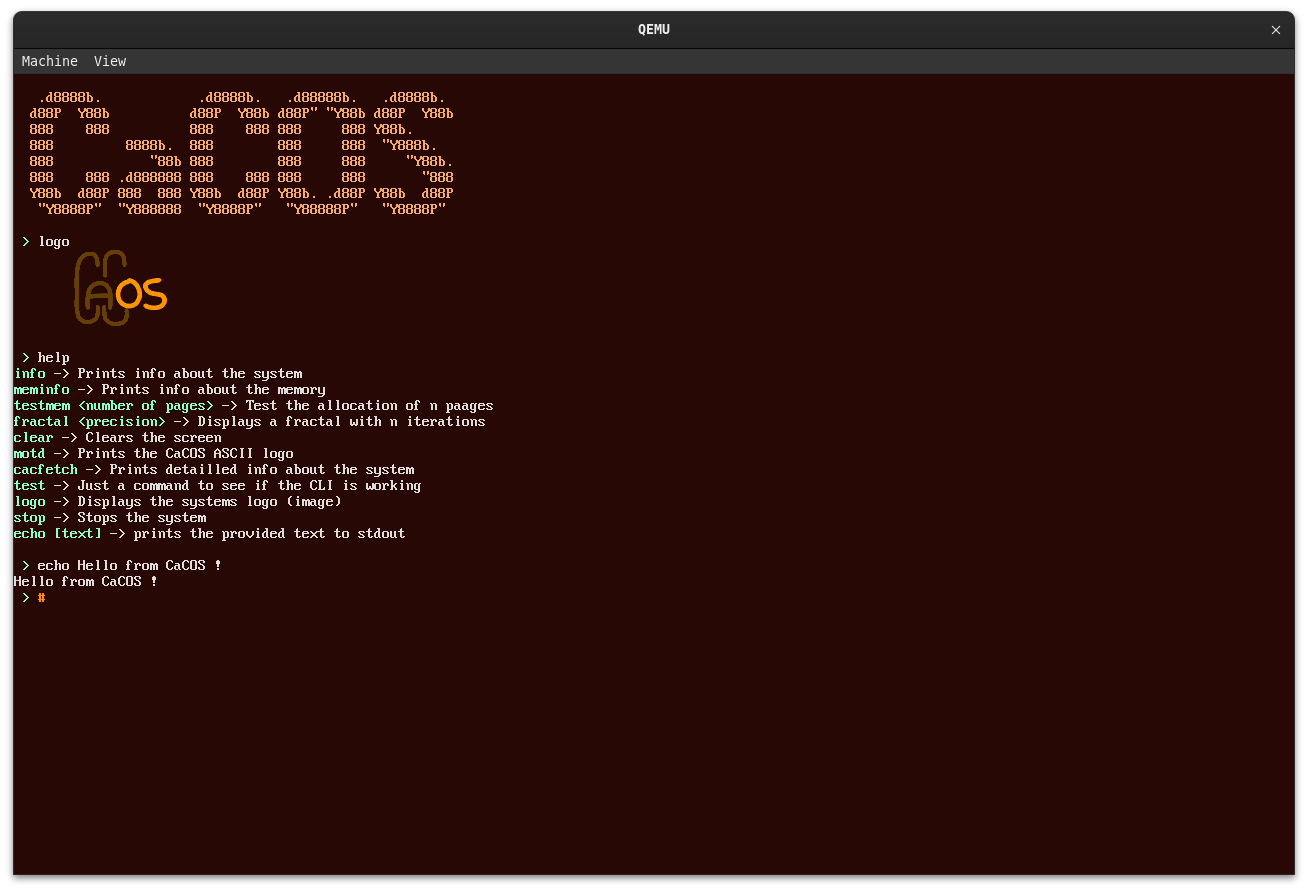 QEMU ×
Machine View
  .d8888b.            .d8888b.   .d88888b.   .d8888b.
 d88P  Y88b          d88P  Y88b d88P" "Y88b d88P  Y88b
 888    888          888    888 888     888 Y88b.
 888         8888b.  888        888     888  "Y888b.
 888            "88b 888        888     888     "Y88b.
 888    888 .d888888 888    888 888     888       "888
 Y88b  d88P 888  888 Y88b  d88P Y88b. .d88P Y88b  d88P
  "Y8888P"  "Y888888  "Y8888P"   "Y88888P"   "Y8888P"
> logo
CAOS
> help
info -> Prints info about the system
meminfo -> Prints info about the memory
testmem <number of pages> -> Test the allocation of n paages
fractal <precision> -> Displays a fractal with n iterations
clear -> Clears the screen
motd -> Prints the CaCOS ASCII logo
cacfetch -> Prints detailled info about the system
test -> Just a command to see if the CLI is working
logo -> Displays the systems logo (image)
stop -> Stops the system
echo [text] -> prints the provided text to stdout
> echo Hello from CaCOS !
Hello from CaCOS !
> #